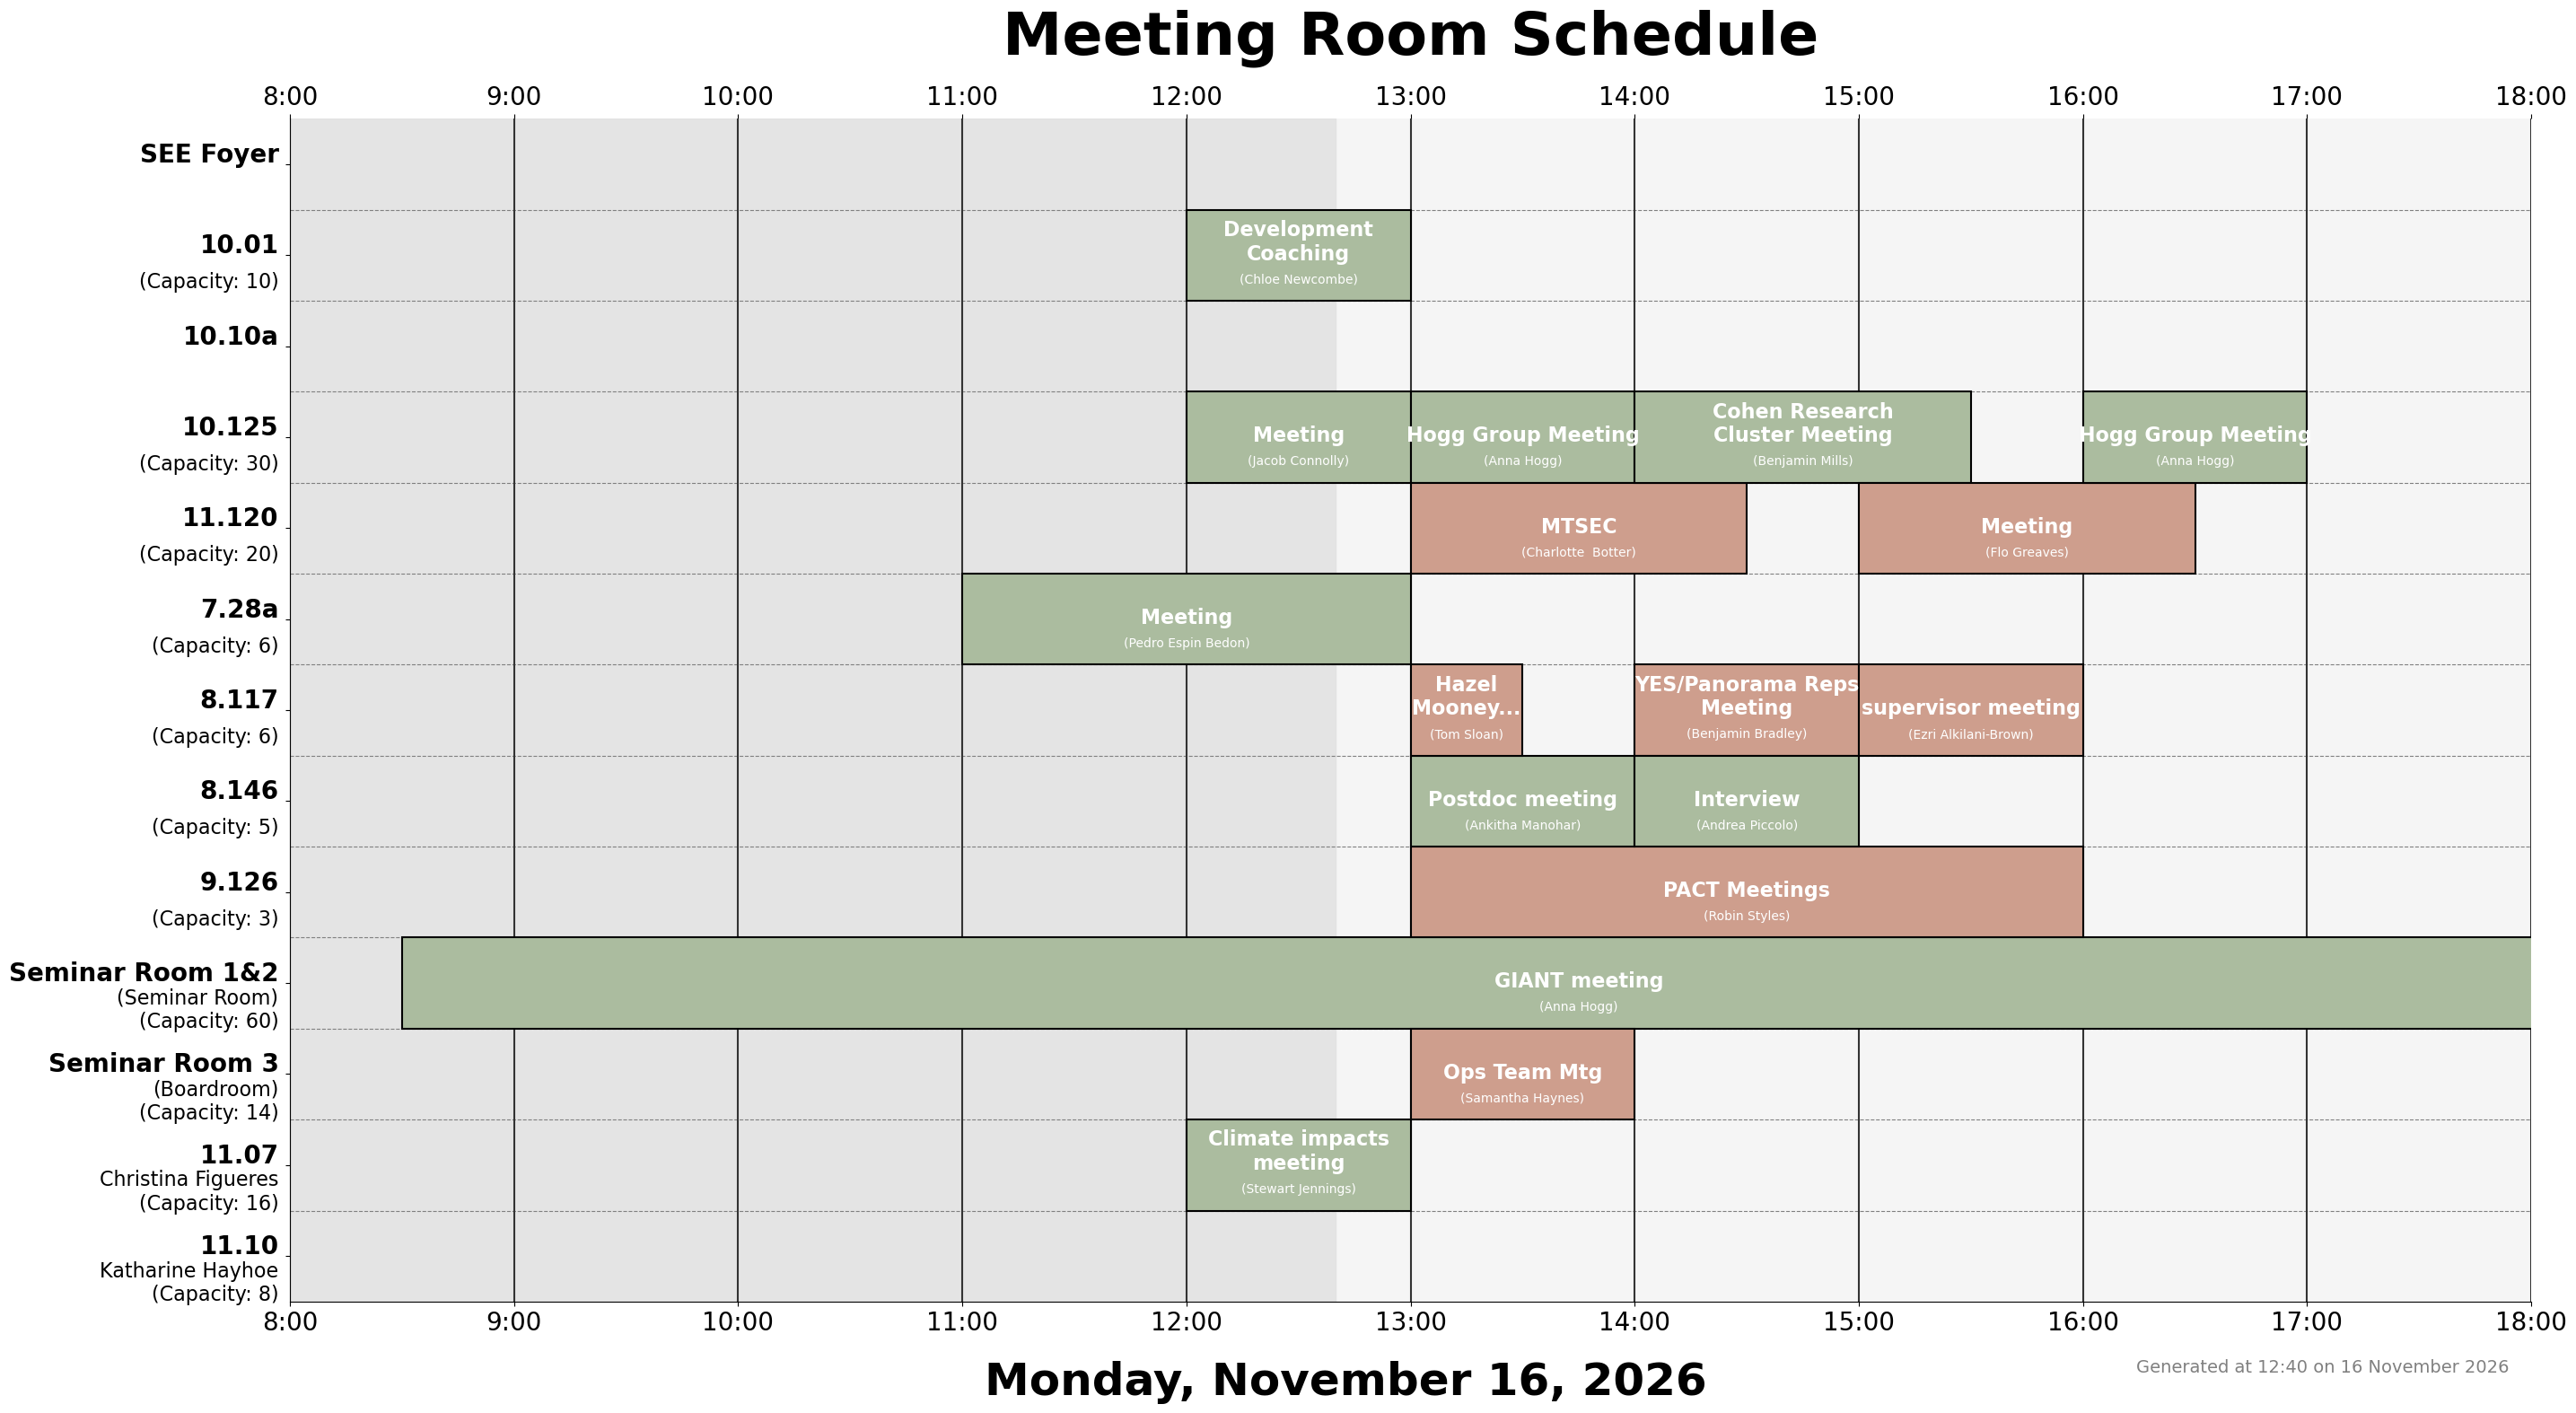 Meeting Room Schedule
8:00 9:00 10:00 11:00 12:00 13:00 14:00 15:00 16:00 17:00 18:00
SEE Foyer
10.01
(Capacity: 10)
Development
Coaching
(Chloe Newcombe)
10.10a
10.125
(Capacity: 30)
Meeting
(Jacob Connolly)
Hogg Group Meeting
(Anna Hogg)
Cohen Research
Cluster Meeting
(Benjamin Mills)
Hogg Group Meeting
(Anna Hogg)
11.120
(Capacity: 20)
MTSEC
(Charlotte  Botter)
Meeting
(Flo Greaves)
7.28a
(Capacity: 6)
Meeting
(Pedro Espin Bedon)
8.117
(Capacity: 6)
Hazel
Mooney...
(Tom Sloan)
YES/Panorama Reps
Meeting
(Benjamin Bradley)
supervisor meeting
(Ezri Alkilani-Brown)
8.146
(Capacity: 5)
Postdoc meeting
(Ankitha Manohar)
Interview
(Andrea Piccolo)
9.126
(Capacity: 3)
PACT Meetings
(Robin Styles)
Seminar Room 1&2
(Seminar Room)
(Capacity: 60)
GIANT meeting
(Anna Hogg)
Seminar Room 3
(Boardroom)
(Capacity: 14)
Ops Team Mtg
(Samantha Haynes)
11.07
Christina Figueres
(Capacity: 16)
Climate impacts
meeting
(Stewart Jennings)
11.10
Katharine Hayhoe
(Capacity: 8)
8:00 9:00 10:00 11:00 12:00 13:00 14:00 15:00 16:00 17:00 18:00
Monday, November 16, 2026
Generated at 12:40 on 16 November 2026